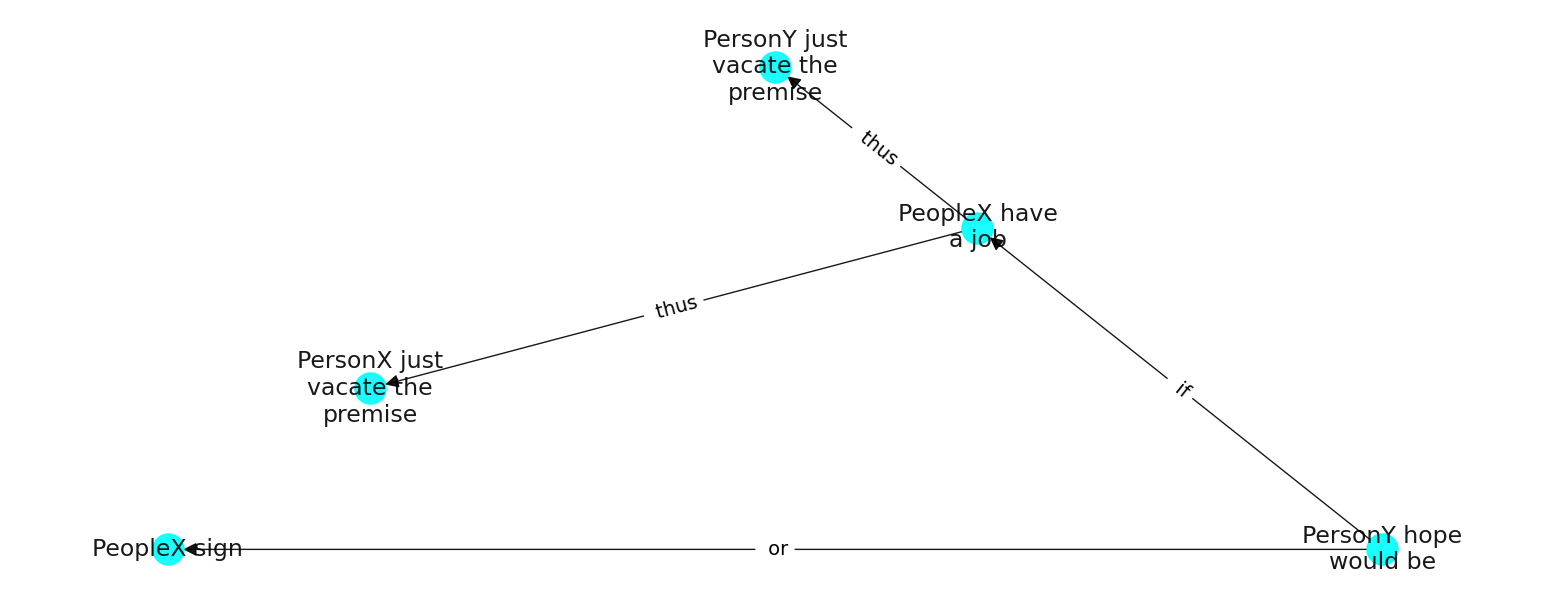 PersonY just
vacate the
premise
thus
PeopleX have
a job
thus
PersonX just
vacate the
premise
if
PeopleX sign
or
PersonY hope
would be